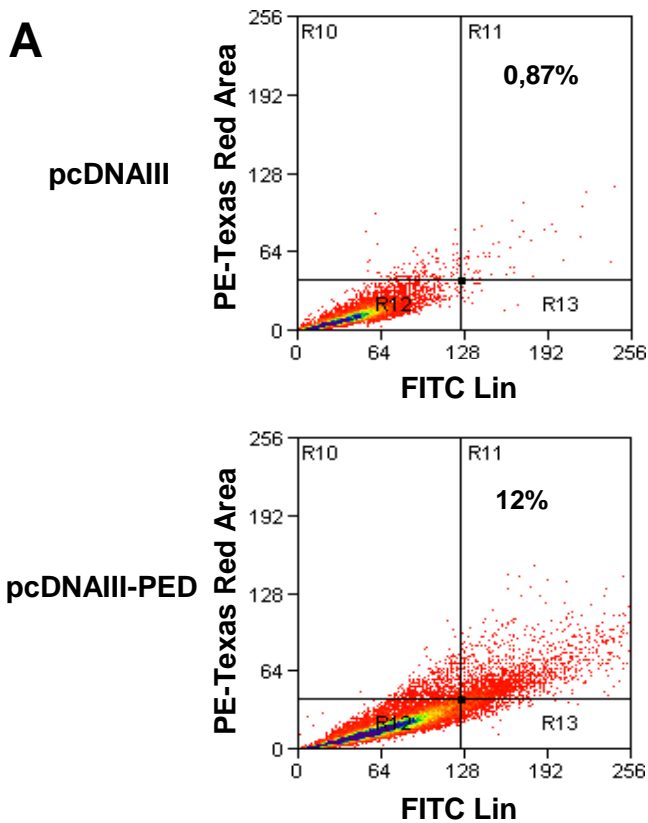 A
pcDNAIII
PE-Texas Red Area
256
192
128
64
0
R10
R11
0,87%
R12
R13
0
64
128
192
256
FITC Lin
pcDNAIII-PED
PE-Texas Red Area
256
192
128
64
0
R10
R11
12%
R12
R13
0
64
128
192
256
FITC Lin